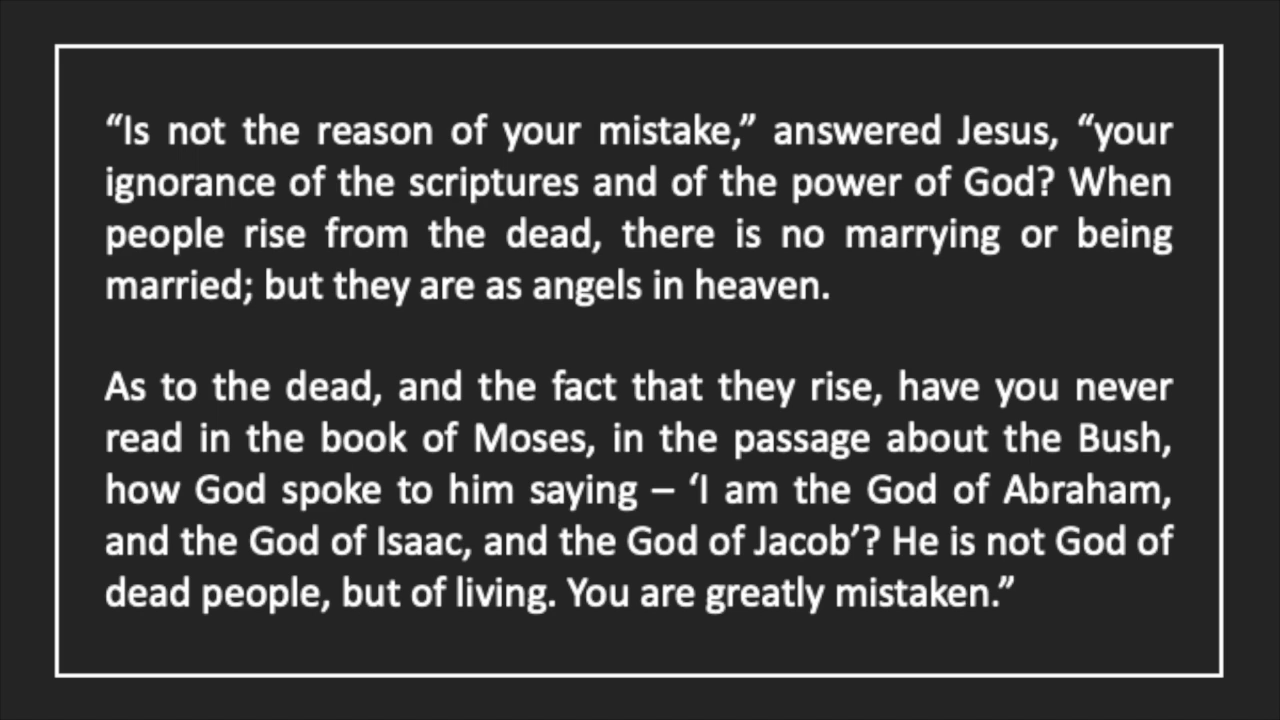 “Is not the reason of your mistake,” answered Jesus, “your
ignorance of the scriptures and of the power of God? When
people rise from the dead, there is no marrying or being
married; but they are as angels in heaven.
As to the dead, and the fact that they rise, have you never
read in the book of Moses, in the passage about the Bush,
how God spoke to him saying – ‘I am the God of Abraham,
and the God of Isaac, and the God of Jacob’? He is not God of
dead people, but of living. You are greatly mistaken.”